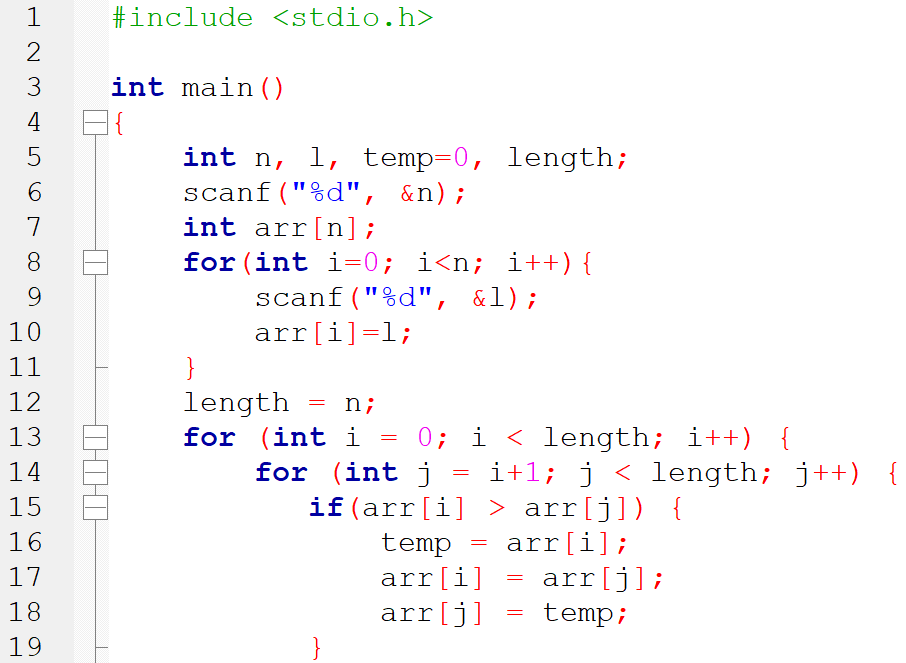 1 #include <stdio.h>
2
3 int main()
4 {
5 int n, l, temp=0, length;
6 scanf("%d", &n);
7 int arr[n];
8 for(int i=0; i<n; i++){
9 scanf("%d", &l);
10 arr[i]=l;
11 }
12 length = n;
13 for (int i = 0; i < length; i++) {
14 for (int j = i+1; j < length; j++) {
15 if(arr[i] > arr[j]) {
16 temp = arr[i];
17 arr[i] = arr[j];
18 arr[j] = temp;
19 }